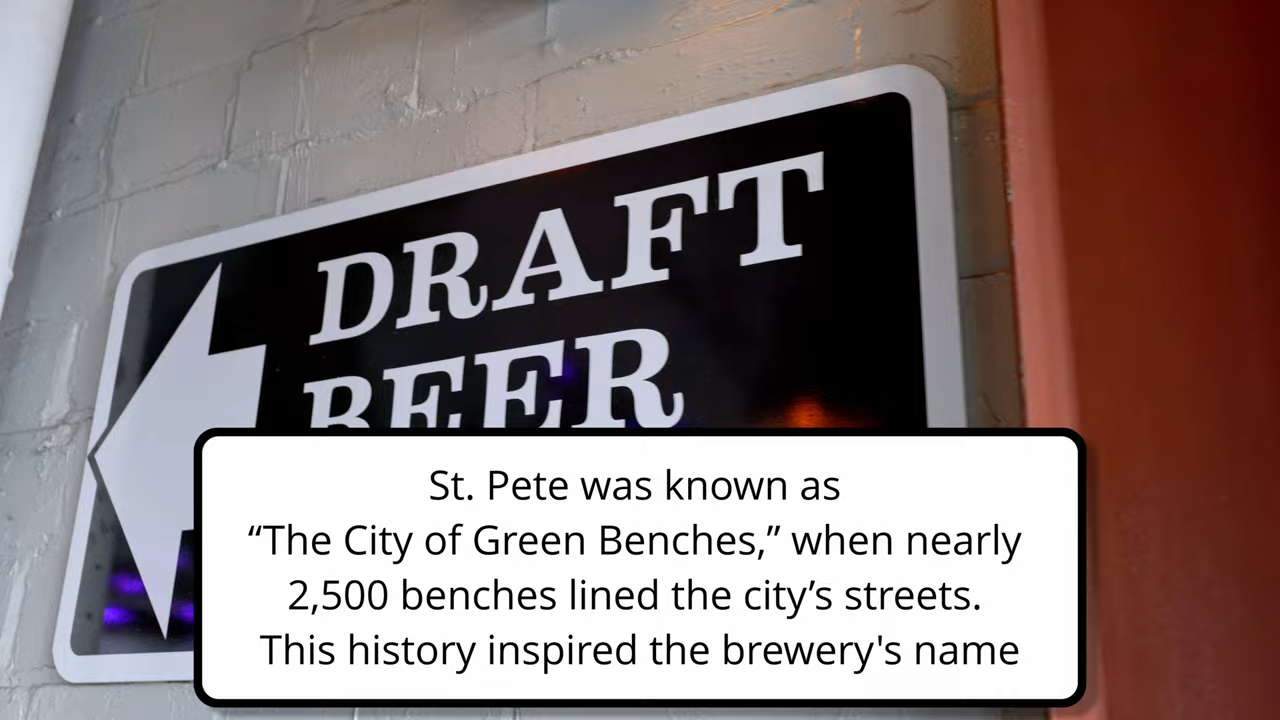 DRAFT
BEER
St. Pete was known as
“The City of Green Benches,” when nearly
2,500 benches lined the city’s streets.
This history inspired the brewery's name